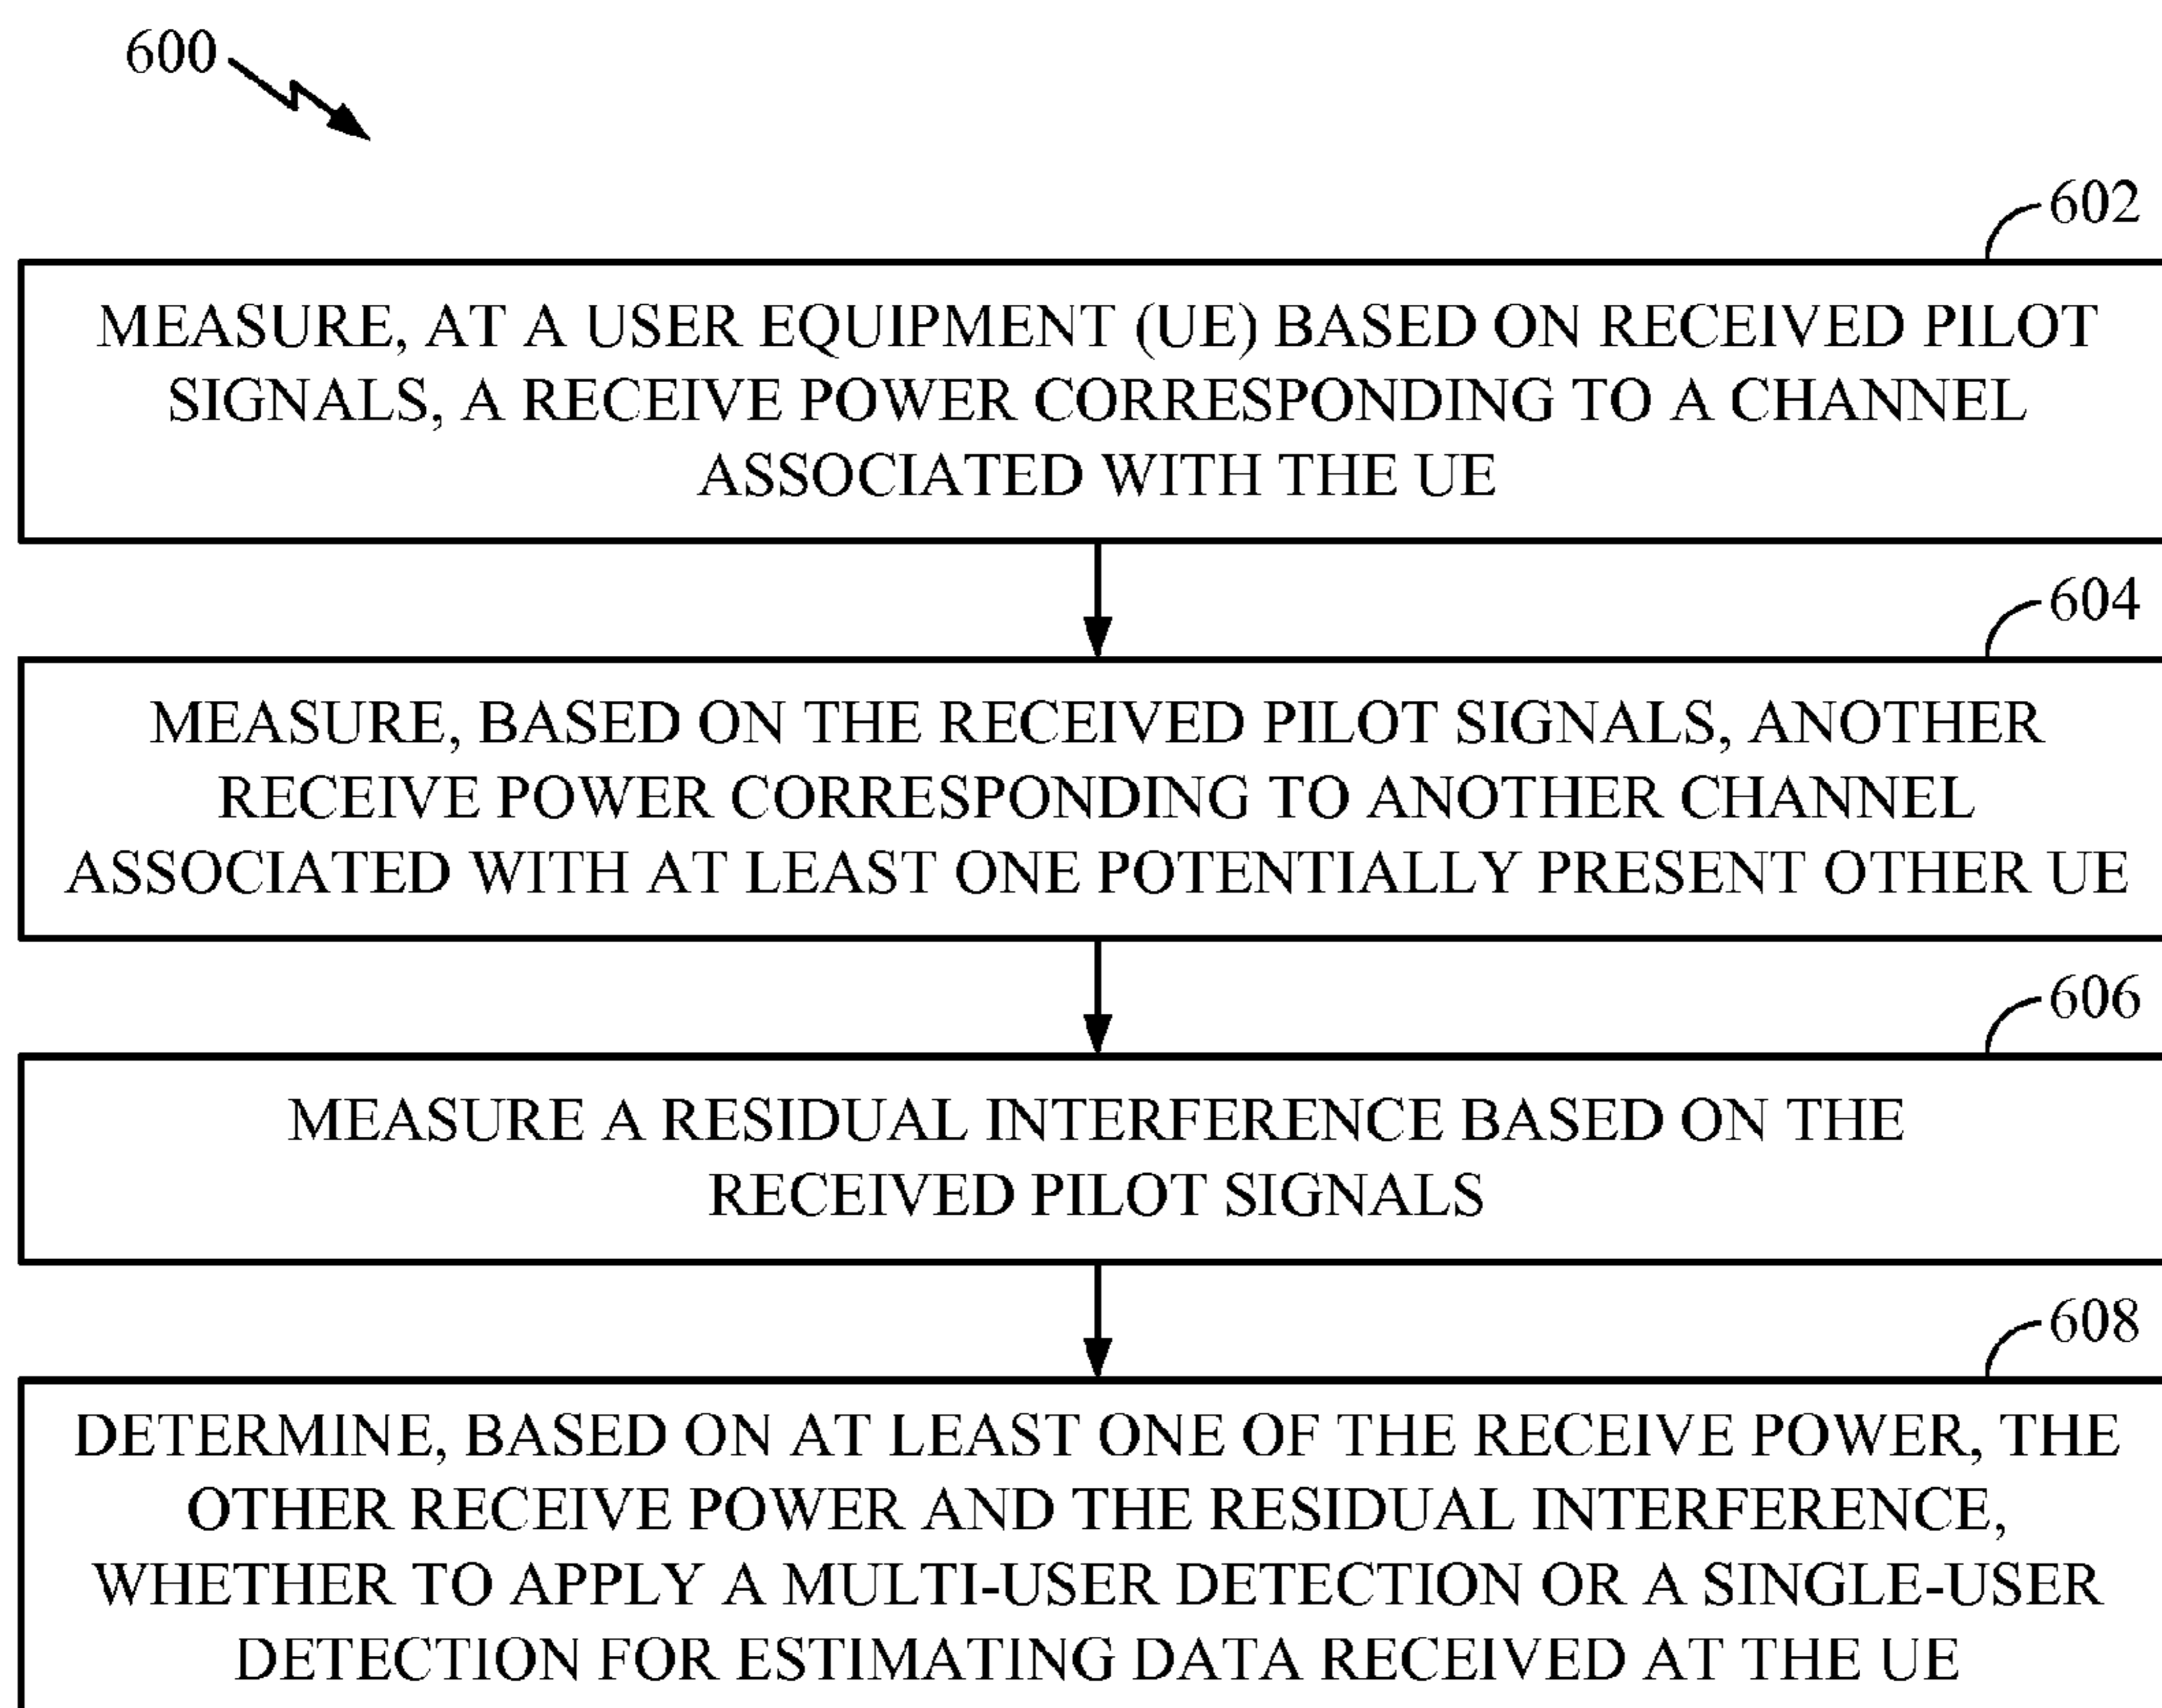 600
602
MEASURE, AT A USER EQUIPMENT (UE) BASED ON RECEIVED PILOT
SIGNALS, A RECEIVE POWER CORRESPONDING TO A CHANNEL
ASSOCIATED WITH THE UE
604
MEASURE, BASED ON THE RECEIVED PILOT SIGNALS, ANOTHER
RECEIVE POWER CORRESPONDING TO ANOTHER CHANNEL
ASSOCIATED WITH AT LEAST ONE POTENTIALLY PRESENT OTHER UE
606
MEASURE A RESIDUAL INTERFERENCE BASED ON THE
RECEIVED PILOT SIGNALS
608
DETERMINE, BASED ON AT LEAST ONE OF THE RECEIVE POWER, THE
OTHER RECEIVE POWER AND THE RESIDUAL INTERFERENCE,
WHETHER TO APPLY A MULTI-USER DETECTION OR A SINGLE-USER
DETECTION FOR ESTIMATING DATA RECEIVED AT THE UE